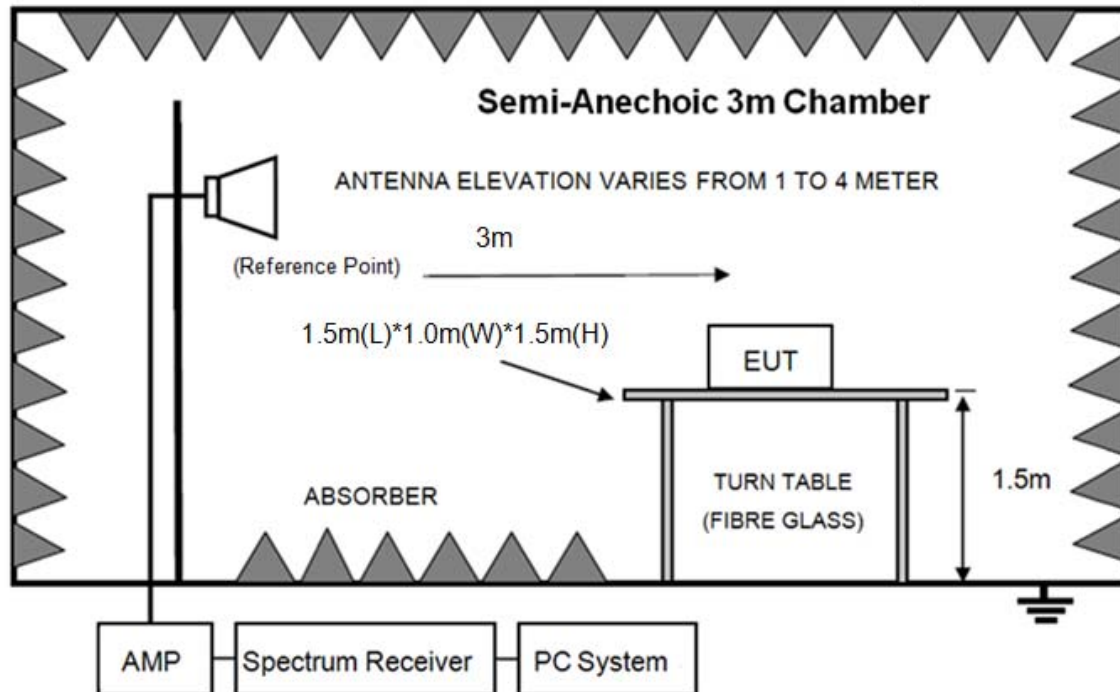 Semi-Anechoic 3m Chamber
ANTENNA ELEVATION VARIES FROM 1 TO 4 METER
3m
(Reference Point)
1.5m(L)*1.0m(W)*1.5m(H)
EUT
ABSORBER
TURN TABLE
(FIBRE GLASS)
1.5m
AMP
Spectrum Receiver
PC System